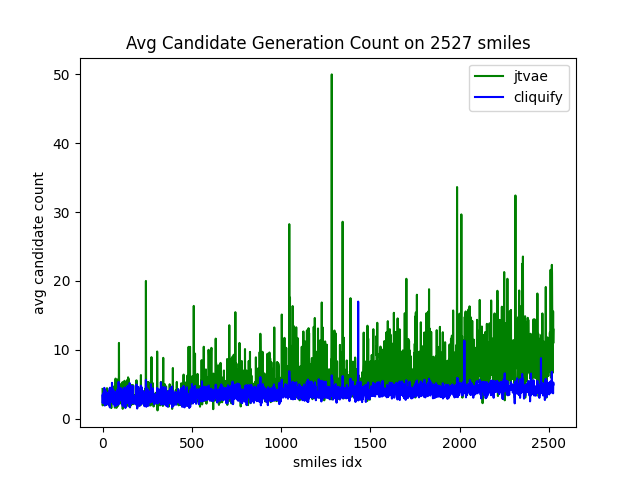 Avg Candidate Generation Count on 2527 smiles
jtvae
cliquify
avg candidate count
50
40
30
20
10
0
0 500 1000 1500 2000 2500
smiles idx